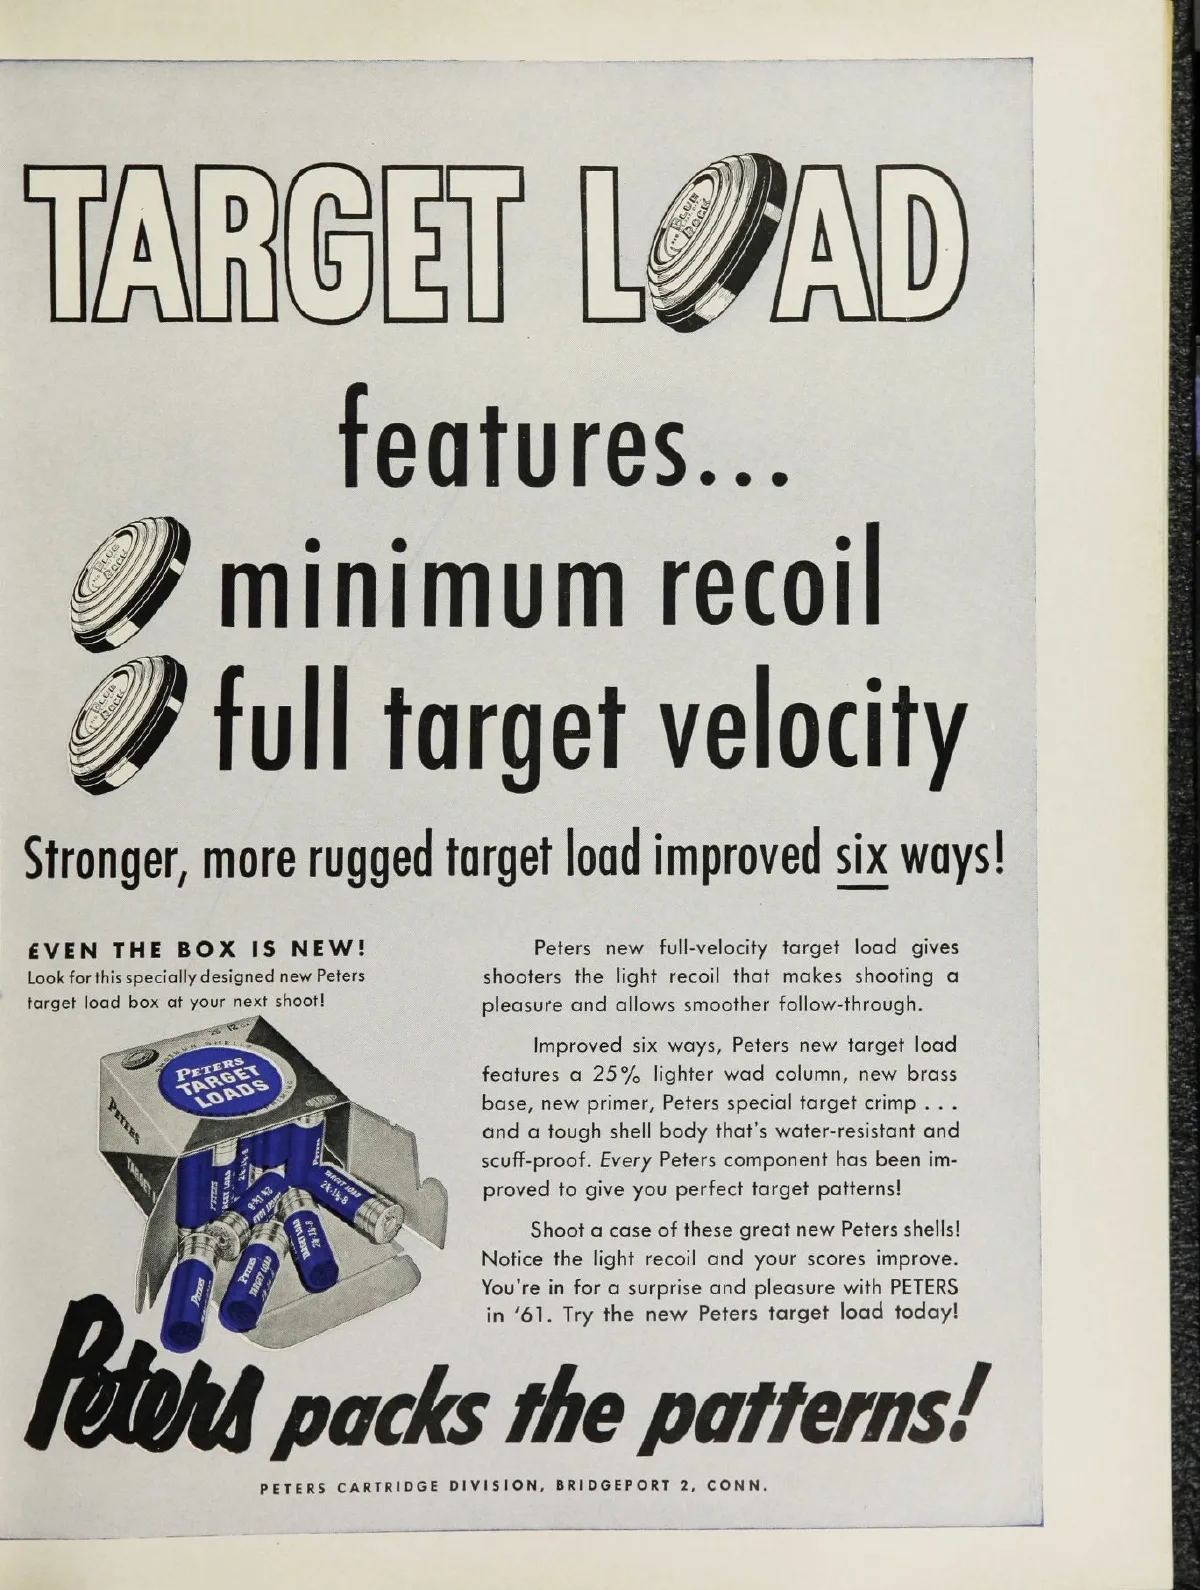 TARGET LOAD
features...
minimum recoil
full target velocity
Stronger, more rugged target load improved six ways!
EVEN THE BOX IS NEW!
Look for this specially designed new Peters
target load box at your next shoot!
PETERS
TARGET
LOADS
PETERS
Peters new full-velocity target load gives
shooters the light recoil that makes shooting a
pleasure and allows smoother follow-through.
Improved six ways, Peters new target load
features a 25% lighter wad column, new brass
base, new primer, Peters special target crimp . . .
and a tough shell body that's water-resistant and
scuff-proof. Every Peters component has been im-
proved to give you perfect target patterns!
Shoot a case of these great new Peters shells!
Notice the light recoil and your scores improve.
You're in for a surprise and pleasure with PETERS
in '61. Try the new Peters target load today!
Peters packs the patterns!
PETERS CARTRIDGE DIVISION, BRIDGEPORT 2, CONN.